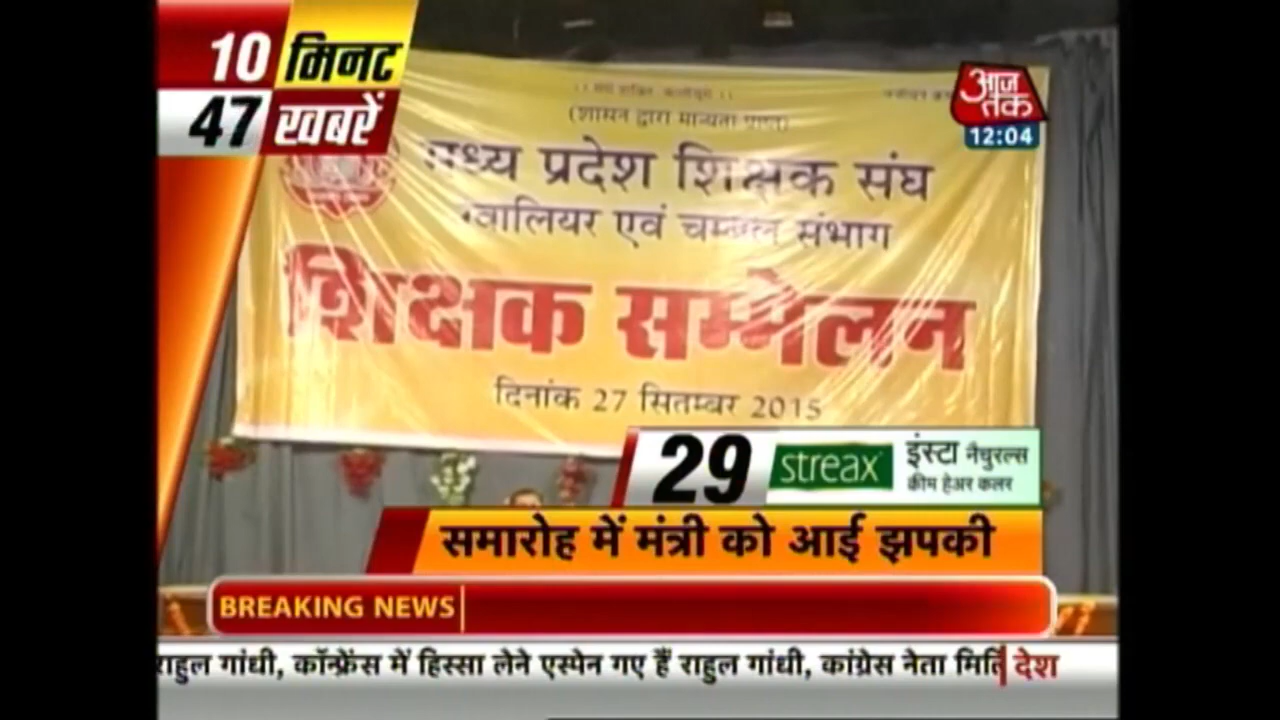 10 मिनट
47 खबरें
आज तक
12:04
(शासन द्वारा मान्यता प्राप्त)
मध्य प्रदेश शिक्षक संघ
ग्वालियर एवं चम्बल संभाग
शिक्षक सम्मेलन
दिनांक 27 सितम्बर 2015
29
streax
इंस्टा नैचुरल्स
क्रीम हेअर कलर
समारोह में मंत्री को आई झपकी
BREAKING NEWS
राहुल गांधी, कॉन्फ्रेंस में हिस्सा लेने एस्पेन गए हैं राहुल गांधी, कांग्रेस नेता मिति
देश